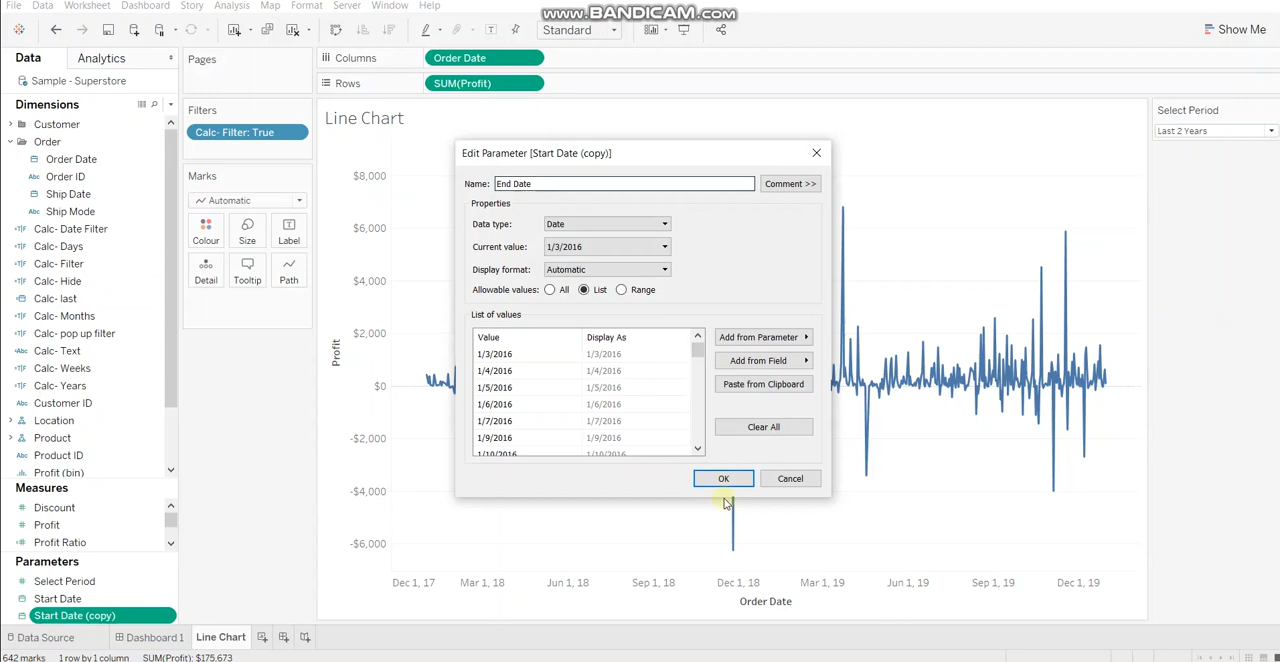 www.BANDICAM.com
File Data Worksheet Dashboard Story Analysis Map Format Server Window Help
Standard
Show Me
Data Analytics
Sample - Superstore
Dimensions
Customer
Order
Order Date
Abc Order ID
Ship Date
Abc Ship Mode
=T|F Calc- Date Filter
=T|F Calc- Days
=T|F Calc- Filter
=T|F Calc- Hide
Calc- last
=T|F Calc- Months
=T|F Calc- pop up filter
=Abc Calc- Text
=T|F Calc- Weeks
=T|F Calc- Years
Abc Customer ID
Location
Product
Abc Product ID
Profit (bin)
Measures
# Discount
# Profit
=# Profit Ratio
Parameters
# Select Period
Start Date
Start Date (copy)
Pages
Filters
Calc- Filter: True
Marks
Automatic
Colour Size Label
Detail Tooltip Path
Columns Order Date
Rows SUM(Profit)
Line Chart
$8,000
$6,000
$4,000
$2,000
$0
-$2,000
-$4,000
-$6,000
Profit
Dec 1, 17 Mar 1, 18 Jun 1, 18 Sep 1, 18 Dec 1, 18 Mar 1, 19 Jun 1, 19 Sep 1, 19 Dec 1, 19
Order Date
Edit Parameter [Start Date (copy)]
Name: End Date Comment >>
Properties
Data type: Date
Current value: 1/3/2016
Display format: Automatic
Allowable values: All List Range
List of values
Value Display As
1/3/2016 1/3/2016
1/4/2016 1/4/2016
1/5/2016 1/5/2016
1/6/2016 1/6/2016
1/7/2016 1/7/2016
1/9/2016 1/9/2016
1/10/2016 1/10/2016
Add from Parameter
Add from Field
Paste from Clipboard
Clear All
OK Cancel
Select Period
Last 2 Years
Data Source Dashboard 1 Line Chart
642 marks 1 row by 1 column SUM(Profit): $175,673